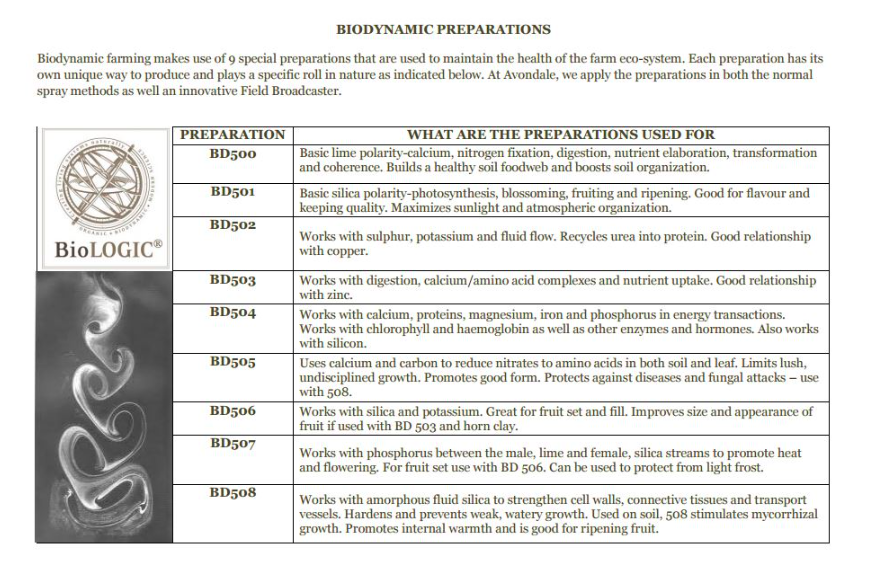 BIODYNAMIC PREPARATIONS
Biodynamic farming makes use of 9 special preparations that are used to maintain the health of the farm eco-system. Each preparation has its
own unique way to produce and plays a specific roll in nature as indicated below. At Avondale, we apply the preparations in both the normal
spray methods as well an innovative Field Broadcaster.
PREPARATION
WHAT ARE THE PREPARATIONS USED FOR
BD500
Basic lime polarity-calcium, nitrogen fixation, digestion, nutrient elaboration, transformation
and coherence. Builds a healthy soil foodweb and boosts soil organization.
BD501
Basic silica polarity-photosynthesis, blossoming, fruiting and ripening. Good for flavour and
keeping quality. Maximizes sunlight and atmospheric organization.
BD502
Works with sulphur, potassium and fluid flow. Recycles urea into protein. Good relationship
with copper.
BioLOGIC®
BD503
Works with digestion, calcium/amino acid complexes and nutrient uptake. Good relationship
with zinc.
BD504
Works with calcium, proteins, magnesium, iron and phosphorus in energy transactions.
Works with chlorophyll and haemoglobin as well as other enzymes and hormones. Also works
with silicon.
BD505
Uses calcium and carbon to reduce nitrates to amino acids in both soil and leaf. Limits lush,
undisciplined growth. Promotes good form. Protects against diseases and fungal attacks – use
with 508.
BD506
Works with silica and potassium. Great for fruit set and fill. Improves size and appearance of
fruit if used with BD 503 and horn clay.
BD507
Works with phosphorus between the male, lime and female, silica streams to promote heat
and flowering. For fruit set use with BD 506. Can be used to protect from light frost.
BD508
Works with amorphous fluid silica to strengthen cell walls, connective tissues and transport
vessels. Hardens and prevents weak, watery growth. Used on soil, 508 stimulates mycorrhizal
growth. Promotes internal warmth and is good for ripening fruit.